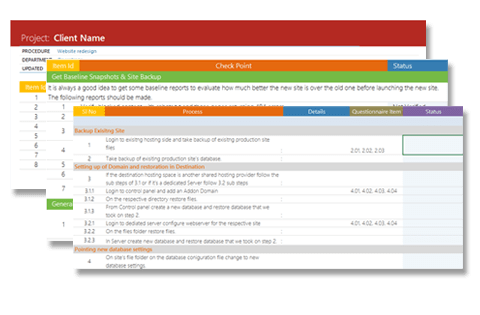 Project: Client Name
PROCEDURE Website redesign
DEPARTMENT
UPDATED
Item Id Check Point Status
Get Baseline Snapshots & Site Backup
It is always a good idea to get some baseline reports to evaluate how much better the new site is over the old one before launching the new site.
The following reports should be made.
Item Id
1
2
3
4
8
1
2
3
4
5
6
7
Genera
1
Sl.No Process Details Questionnaire Item Status
Backup Existing Site
1 Login to existing hosting side and take backup of existing production site files : 2.01, 2.02, 2.03
2 Take backup of existing production site's database. :
Setting up of Domain and restoration in Destination
3 If the destination hosting space is another shared hosting provider follow the
sub steps of 3.1 or if it's a dedicated Server follow 3.2 sub steps
3.1.1 Login to control panel and add an Addon Domain 4.01, 4.02, 4.03, 4.04
3.1.2 On the respective directory restore files. :
3.1.3 From Control panel create a new database and restore database that we
took on step 2 :
3.2.1 Login to dediated server configure webserver for the respective site 4.01, 4.02, 4.03, 4.04
3.2.2 On the files folder restore files. :
3.2.3 In Server create new database and restore database that we took on step 2 :
Pointing new database settings
4 On site's file folder on the database coniguration file change to new
database settings :